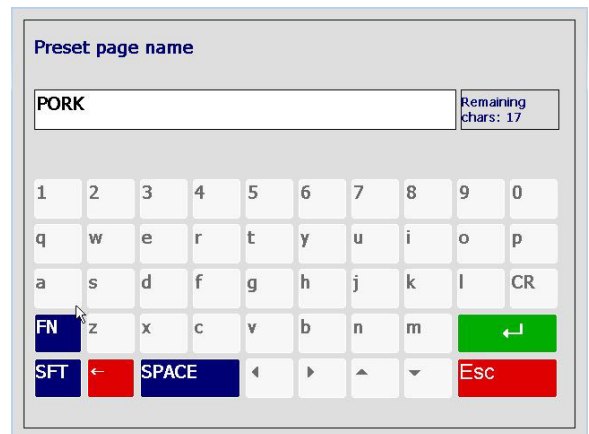 Preset page name
PORK
Remaining
chars: 17
1 2 3 4 5 6 7 8 9 0
q w e r t y u i o p
a s d f g h j k l CR
FN z x c v b n m
SFT ← SPACE Esc